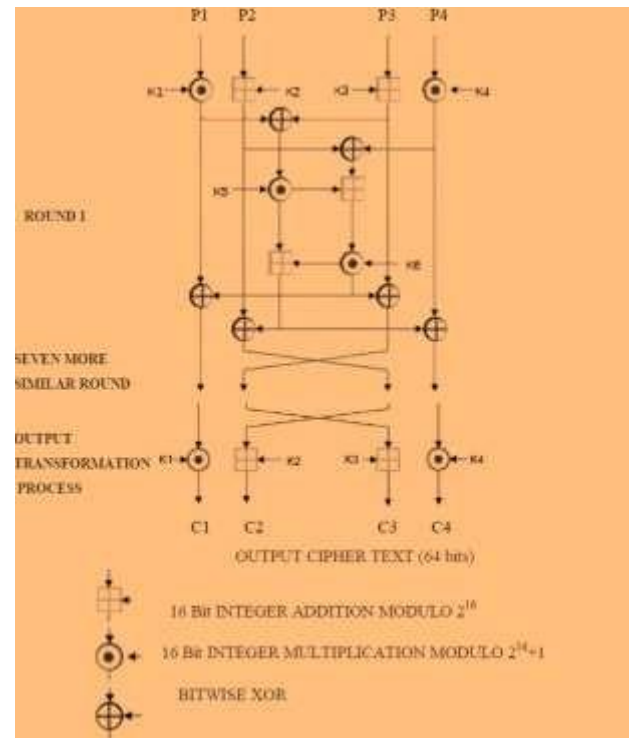 P1 P2 P3 P4
K1 K2 K3 K4
K5
ROUND 1
K6
SEVEN MORE
SIMILAR ROUND
OUTPUT
TRANSFORMATION
PROCESS
K1 K2 K3 K4
C1 C2 C3 C4
OUTPUT CIPHER TEXT (64 bits)
16 Bit INTEGER ADDITION MODULO 2^16
16 Bit INTEGER MULTIPLICATION MODULO 2^16+1
BITWISE XOR